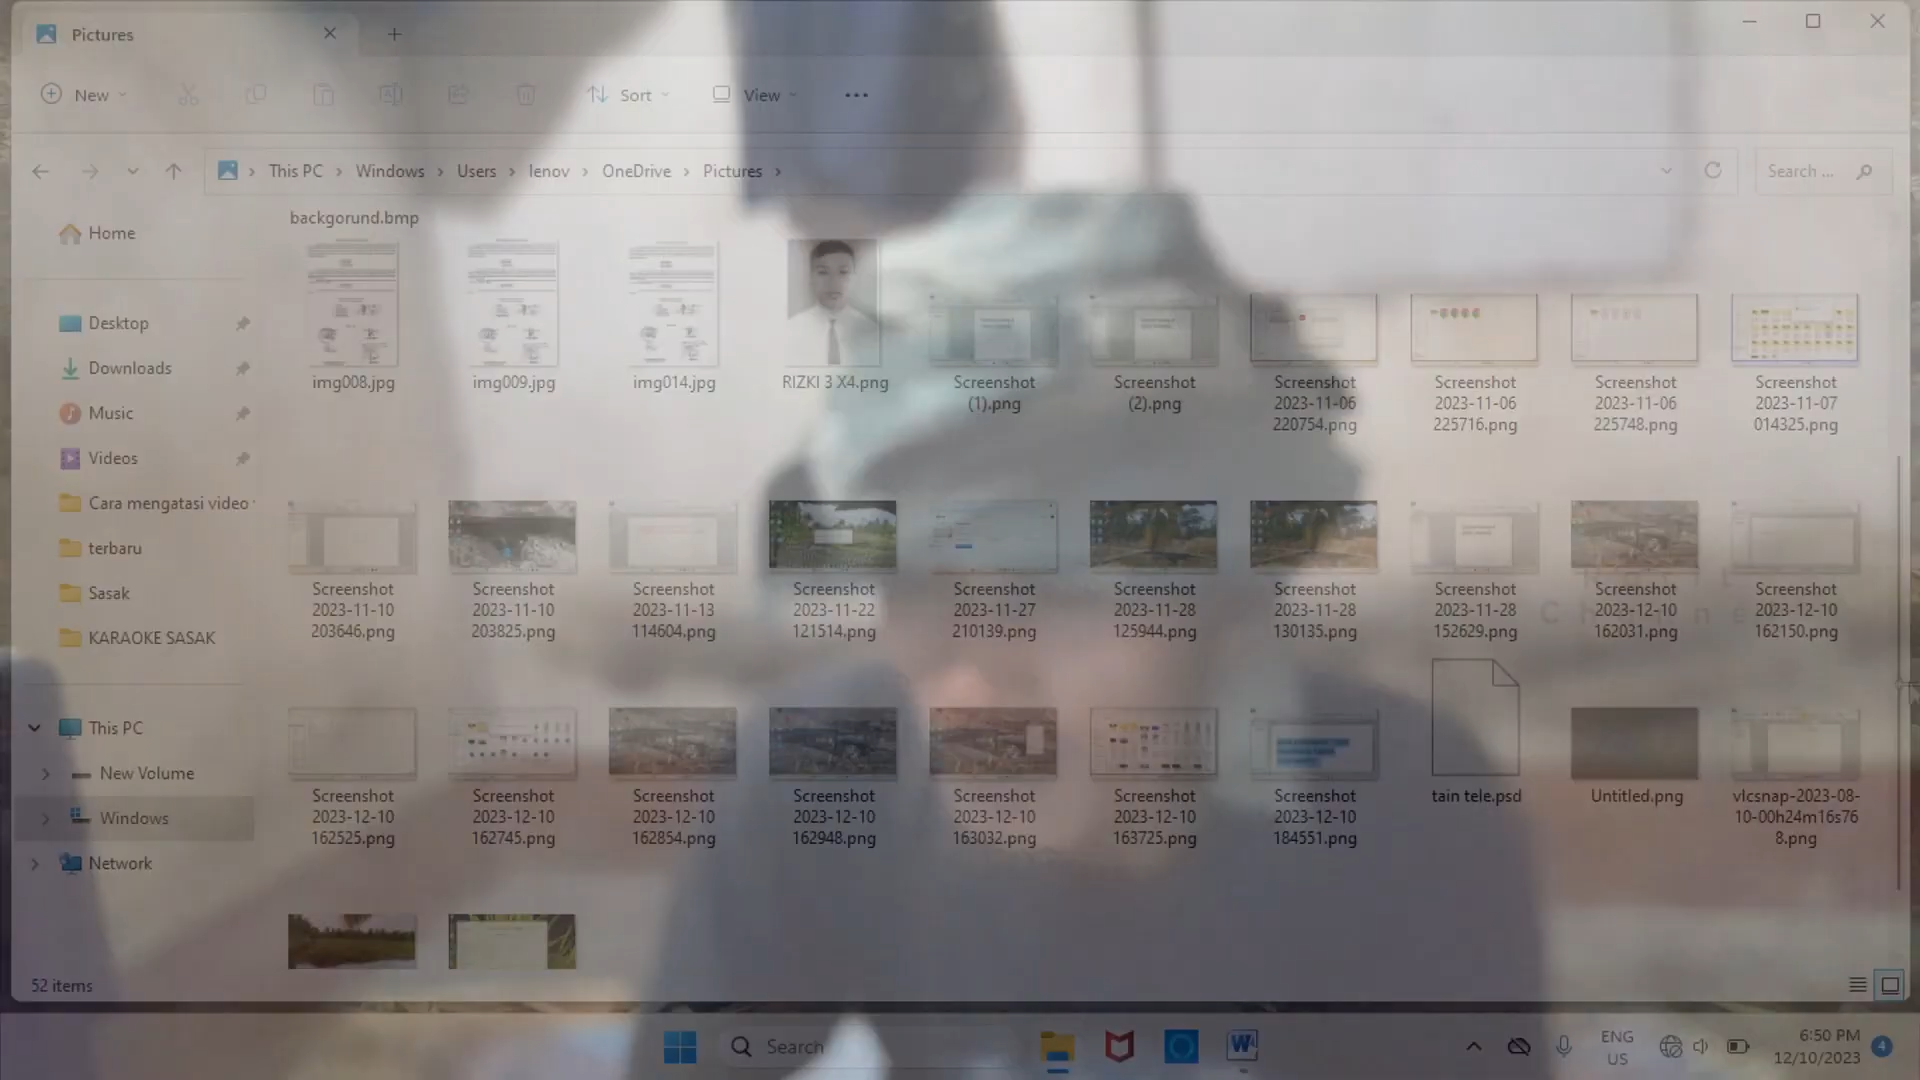 Pictures
New
Sort
View
This PC
Windows
Users
lenov
OneDrive
Pictures
Search ...
Home
Desktop
Downloads
Music
Videos
Cara mengatasi video
terbaru
Sasak
KARAOKE SASAK
This PC
New Volume
Windows
Network
backgorund.bmp
img008.jpg
img009.jpg
img014.jpg
RIZKI 3 X4.png
Screenshot
(1).png
Screenshot
(2).png
Screenshot
2023-11-06
220754.png
Screenshot
2023-11-06
225716.png
Screenshot
2023-11-06
225748.png
Screenshot
2023-11-07
014325.png
Screenshot
2023-11-10
203646.png
Screenshot
2023-11-10
203825.png
Screenshot
2023-11-13
114604.png
Screenshot
2023-11-22
121514.png
Screenshot
2023-11-27
210139.png
Screenshot
2023-11-28
125944.png
Screenshot
2023-11-28
130135.png
Screenshot
2023-11-28
152629.png
Screenshot
2023-12-10
162031.png
Screenshot
2023-12-10
162150.png
Screenshot
2023-12-10
162525.png
Screenshot
2023-12-10
162745.png
Screenshot
2023-12-10
162854.png
Screenshot
2023-12-10
162948.png
Screenshot
2023-12-10
163032.png
Screenshot
2023-12-10
163725.png
Screenshot
2023-12-10
184551.png
tain tele.psd
Untitled.png
vlcsnap-2023-08-
10-00h24m16s76
8.png
52 items
Search
ENG
US
6:50 PM
12/10/2023
4